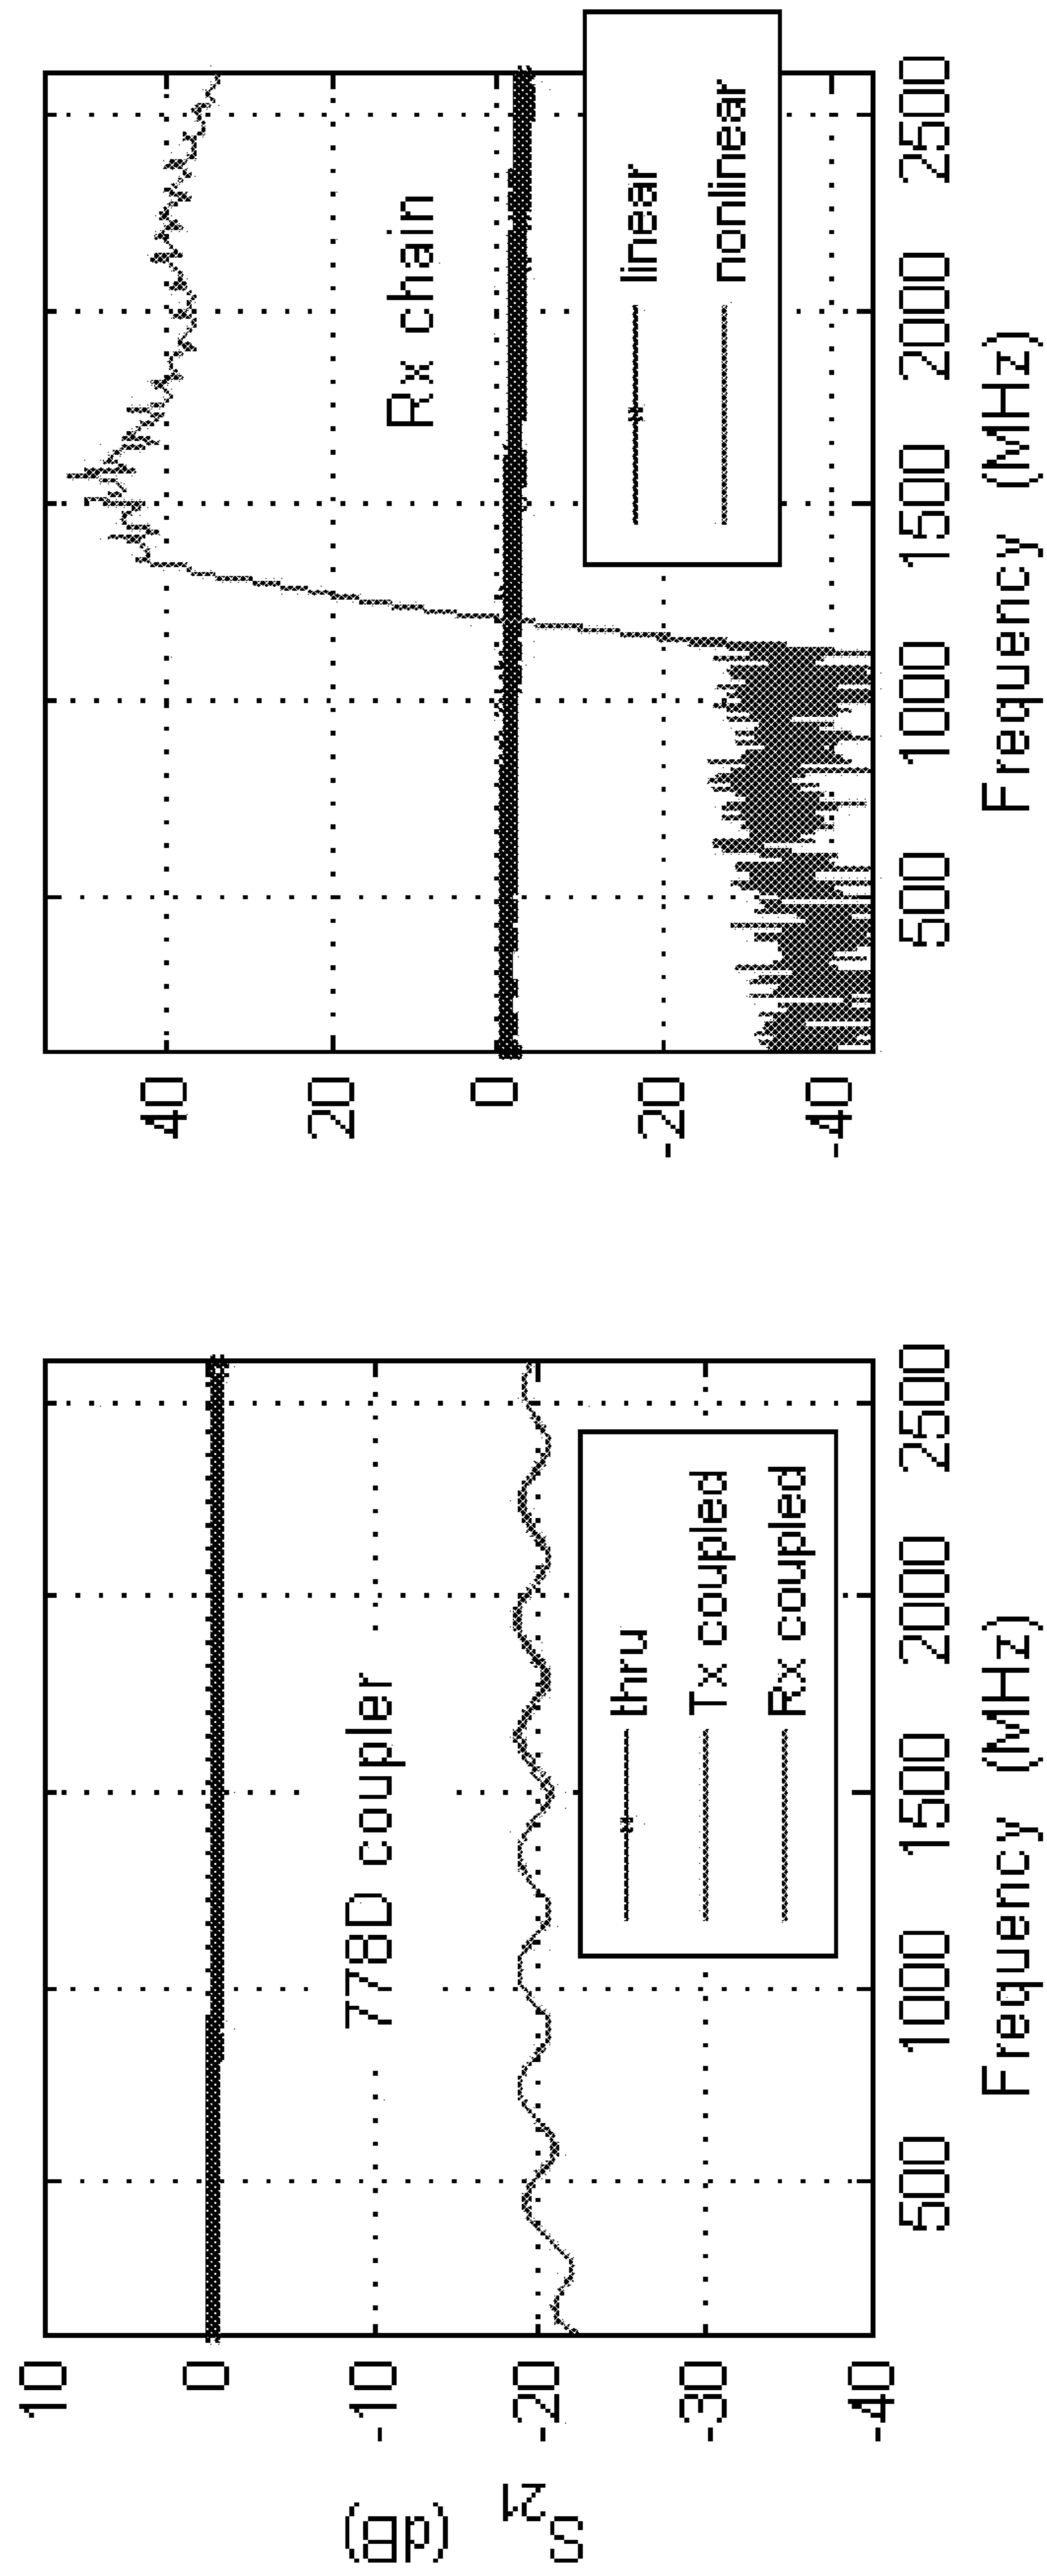 S21 (dB)
10
0
-10
-20
-30
-40
778D coupler
thru
Tx coupled
Rx coupled
500 1000 1500 2000 2500
Frequency (MHz)
40
20
0
-20
-40
Rx chain
linear
nonlinear
500 1000 1500 2000 2500
Frequency (MHz)